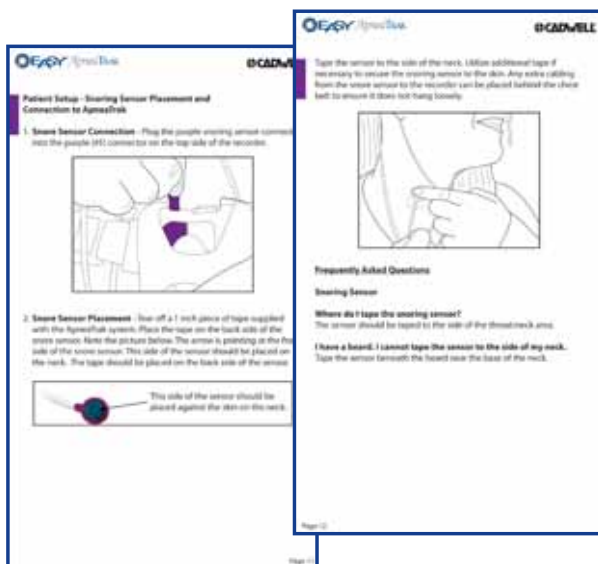 EASY ApneaTrak
CADWELL
Patient Setup - Snoring Sensor Placement and
Connection to ApneaTrak
1. Snore Sensor Connection - Plug the purple snoring sensor connect
into the purple (#5) connector on the top side of the recorder.
2. Snore Sensor Placement - Tear off a 1 inch piece of tape supplied
with the ApneaTrak system. Place the tape on the back side of the
snore sensor. Note the picture below. The arrow is pointing at the
side of the snore sensor. This side of the sensor should be placed on
the neck. The tape should be placed on the back side of the sensor.
This side of the sensor should be
placed against the skin on the neck.
Page 11
EASY ApneaTrak
CADWELL
Tape the sensor to the side of the neck. Utilize additional tape if
necessary to secure the snoring sensor to the skin. Any extra cabling
from the snore sensor to the recorder can be placed behind the chest
belt to ensure it does not hang loosely.
Frequently Asked Questions
Snoring Sensor
Where do I tape the snoring sensor?
The sensor should be taped to the side of the throat/neck area.
I have a beard. I cannot tape the sensor to the side of my neck.
Tape the sensor beneath the beard near the base of the neck.
Page 12